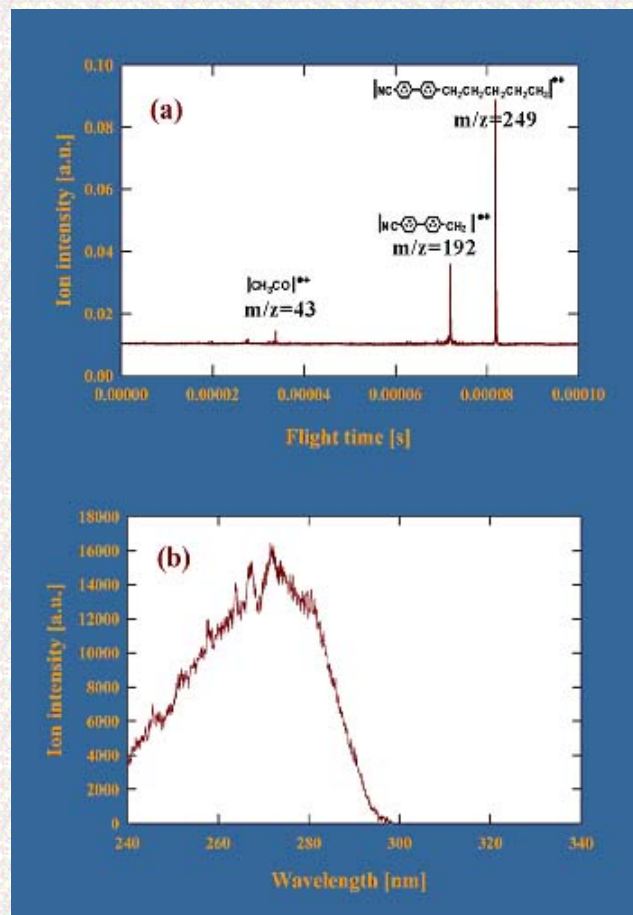 0.10
(a)
|NC-CH₂CH₂CH₂CH₂CH₃|•+
m/z=249
0.08
Ion intensity [a.u.]
0.06
|NC-CH₂|•+
m/z=192
0.04
|CH₃CO|•+
m/z=43
0.02
0.00
0.00000 0.00002 0.00004 0.00006 0.00008 0.00010
Flight time [s]
18000
(b)
16000
14000
12000
Ion intensity [a.u.]
10000
8000
6000
4000
2000
0
240 260 280 300 320 340
Wavelength [nm]